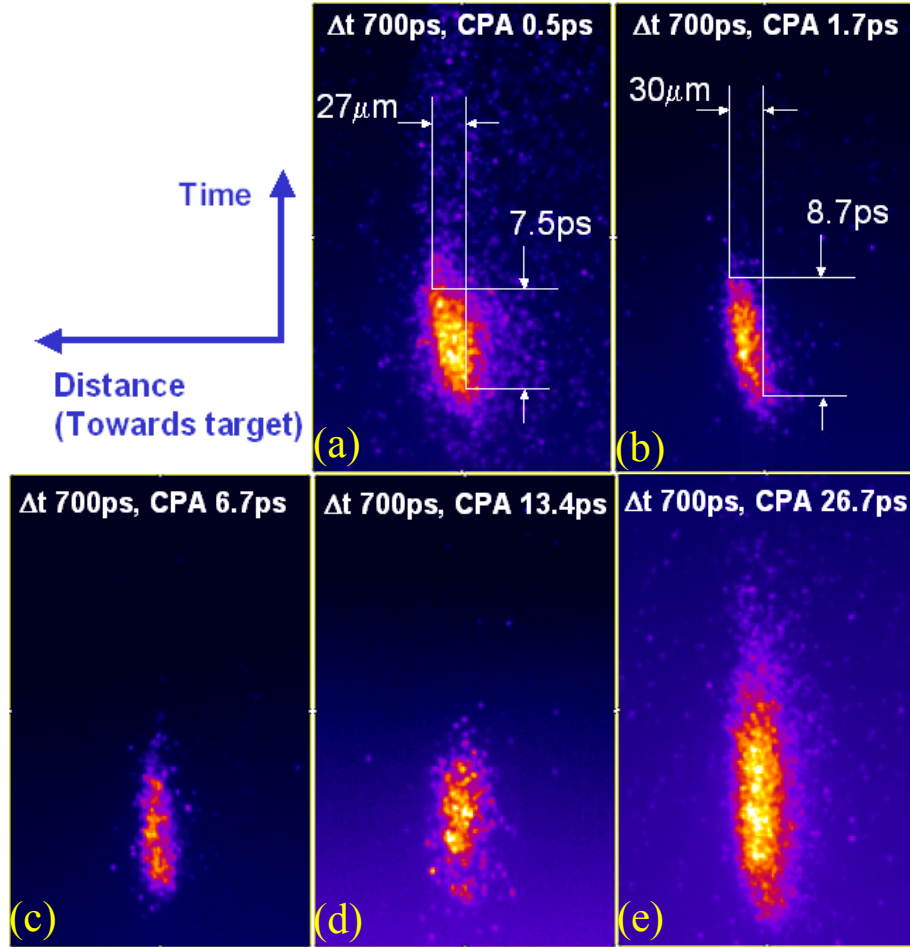 Δt 700ps, CPA 0.5ps
27μm
7.5ps
(a)
Δt 700ps, CPA 1.7ps
30μm
8.7ps
(b)
Time
Distance
(Towards target)
Δt 700ps, CPA 6.7ps
(c)
Δt 700ps, CPA 13.4ps
(d)
Δt 700ps, CPA 26.7ps
(e)